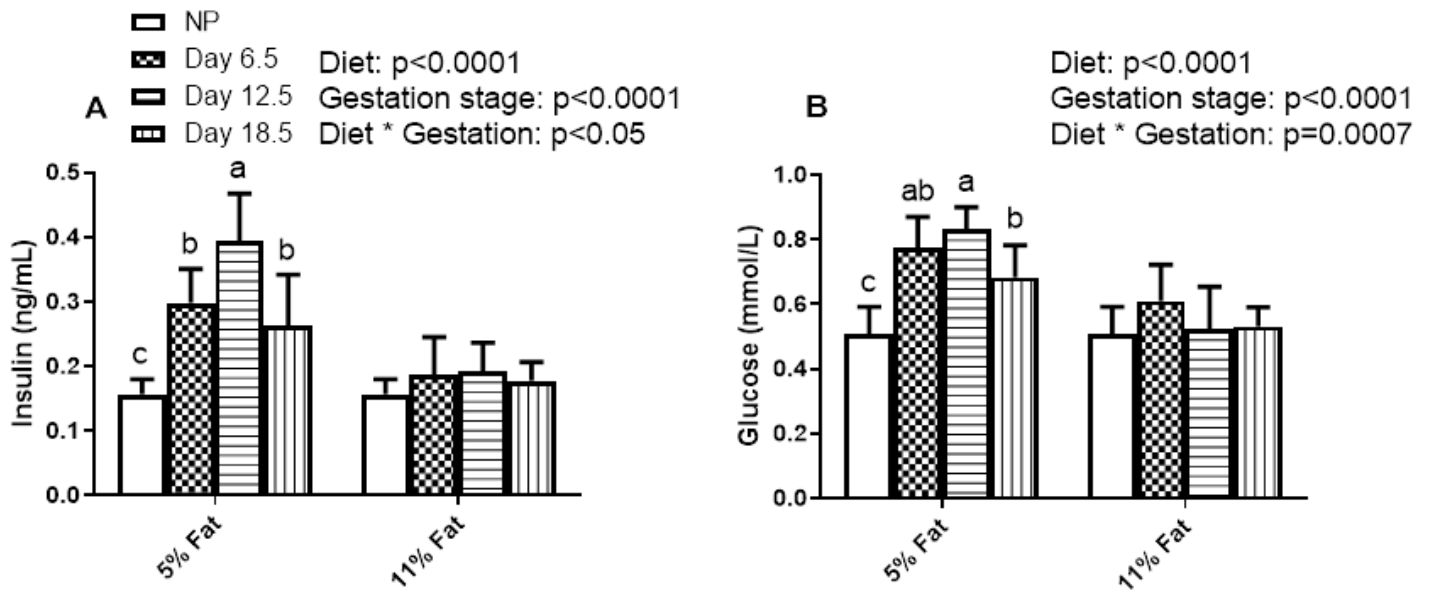 NP
Day 6.5
Day 12.5
Day 18.5
Diet: p<0.0001
Gestation stage: p<0.0001
Diet * Gestation: p<0.05
A
Insulin (ng/mL)
0.5
0.4
0.3
0.2
0.1
0.0
c
b
a
b
5% Fat
11% Fat
Diet: p<0.0001
Gestation stage: p<0.0001
Diet * Gestation: p=0.0007
B
Glucose (mmol/L)
1.0
0.8
0.6
0.4
0.2
0.0
c
ab
a
b
5% Fat
11% Fat